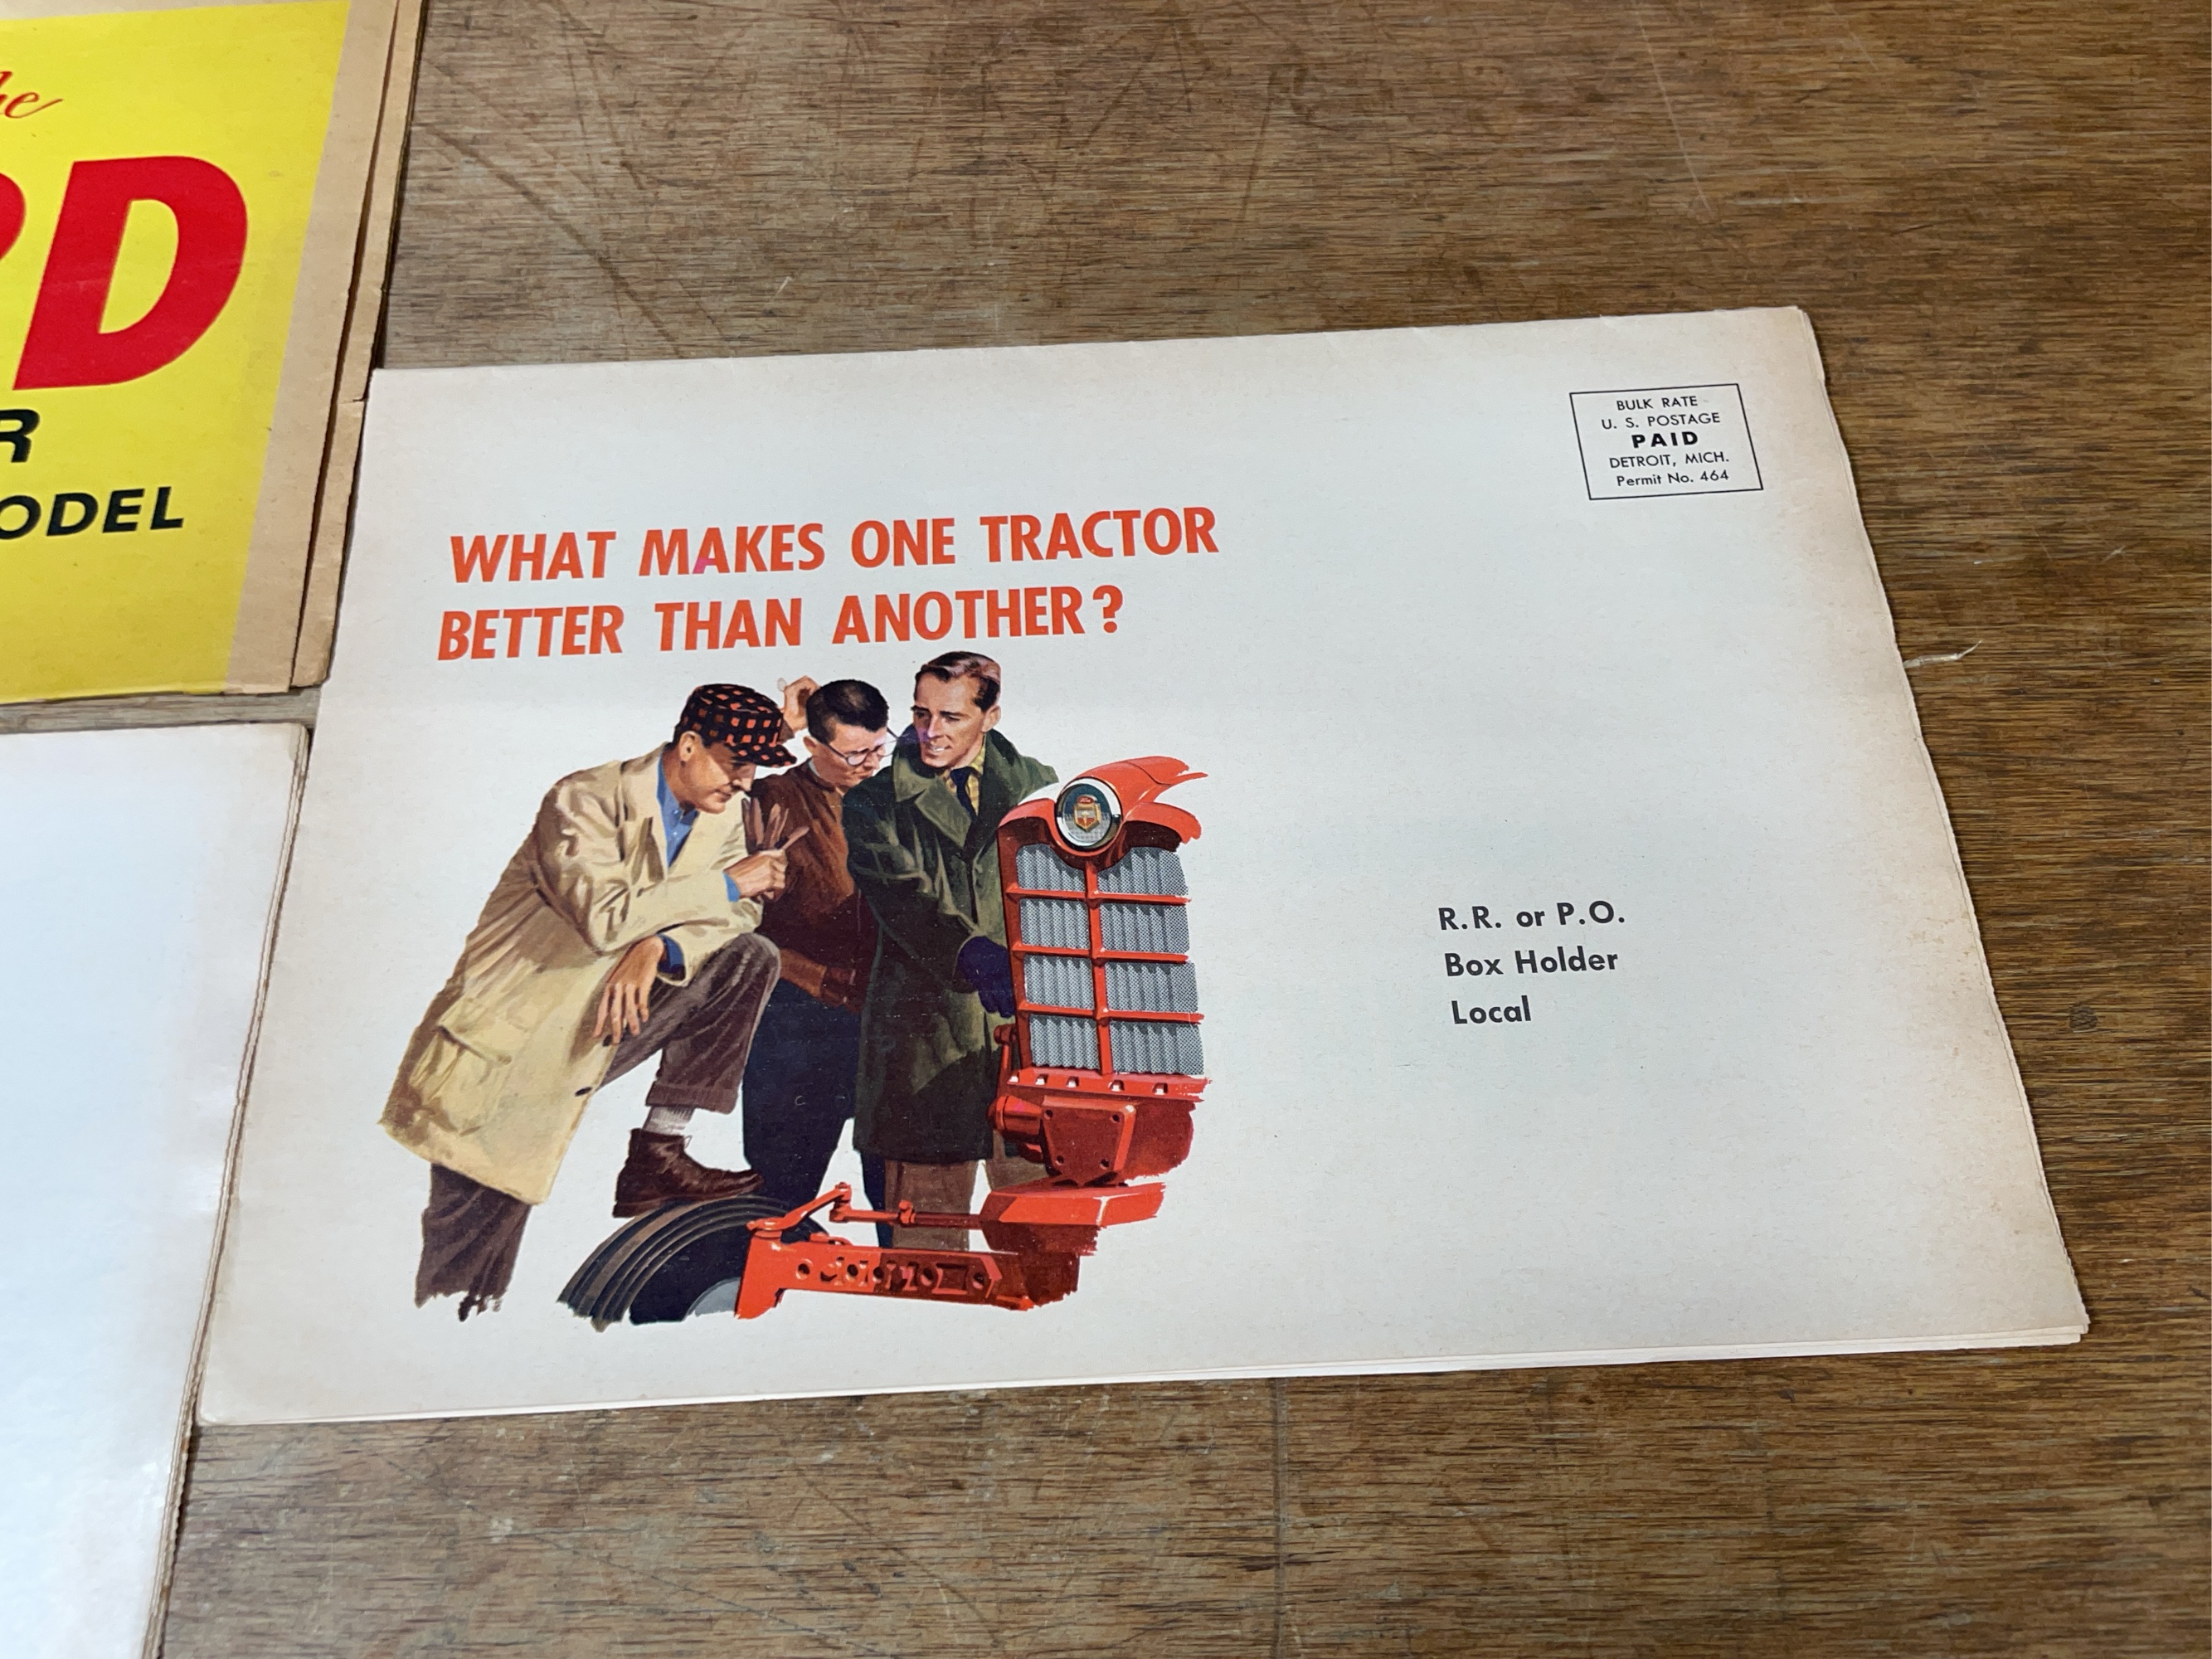 he
RD
R
ODEL
BULK RATE
U. S. POSTAGE
PAID
DETROIT, MICH.
Permit No. 464
WHAT MAKES ONE TRACTOR
BETTER THAN ANOTHER?
R.R. or P.O.
Box Holder
Local